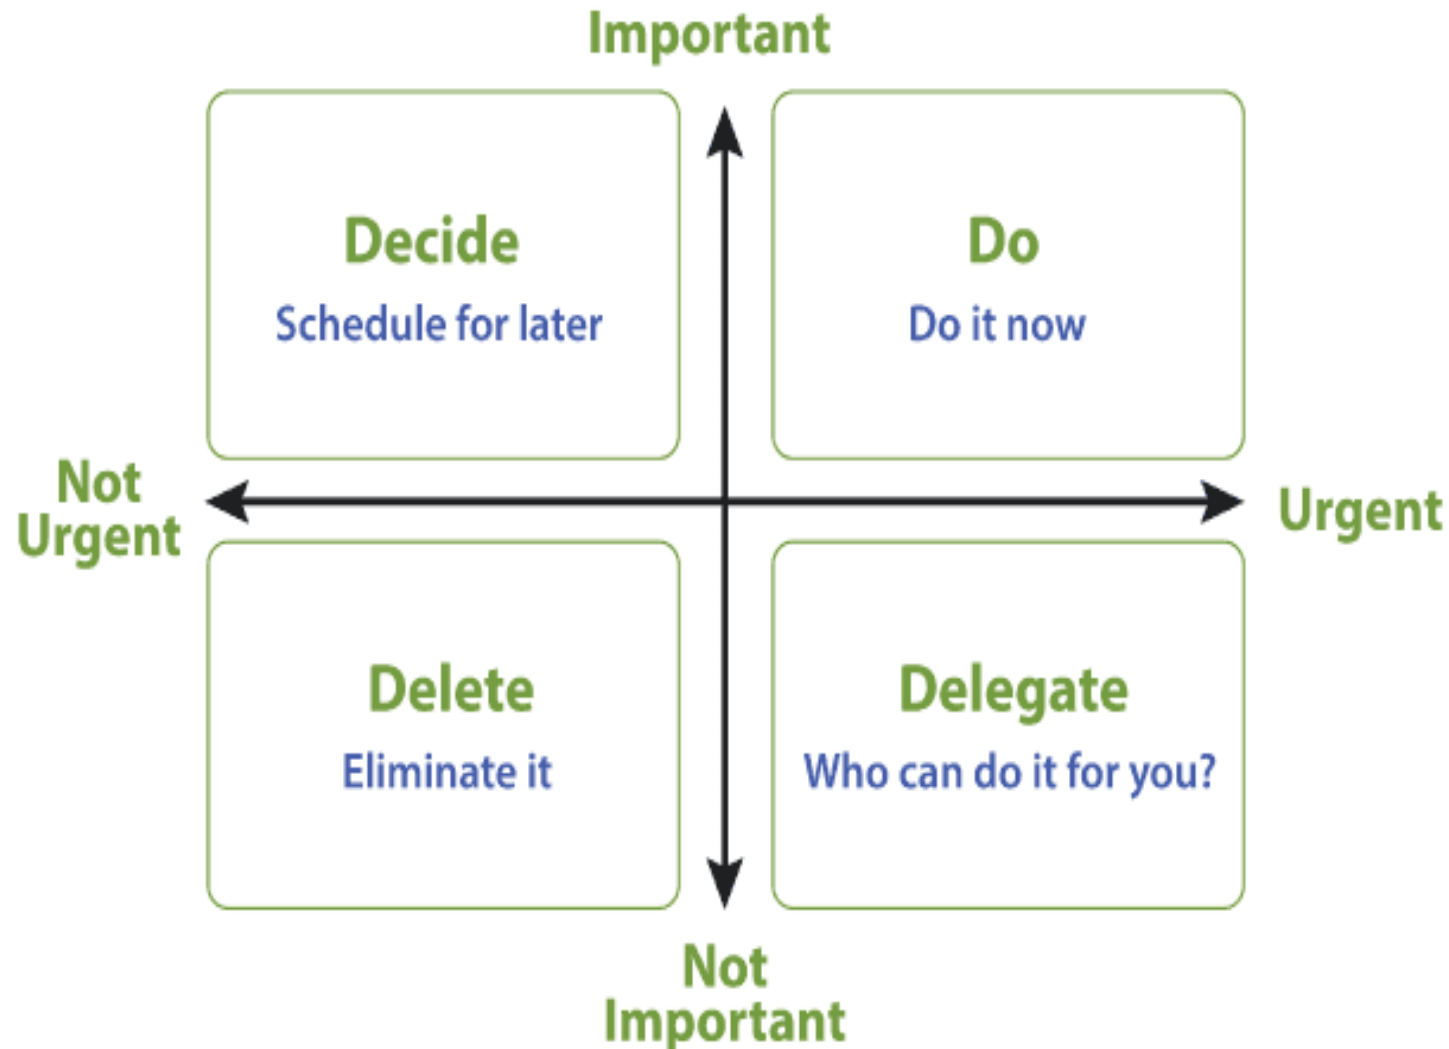 Important
Decide
Schedule for later
Do
Do it now
Not
Urgent
Urgent
Delete
Eliminate it
Delegate
Who can do it for you?
Not
Important